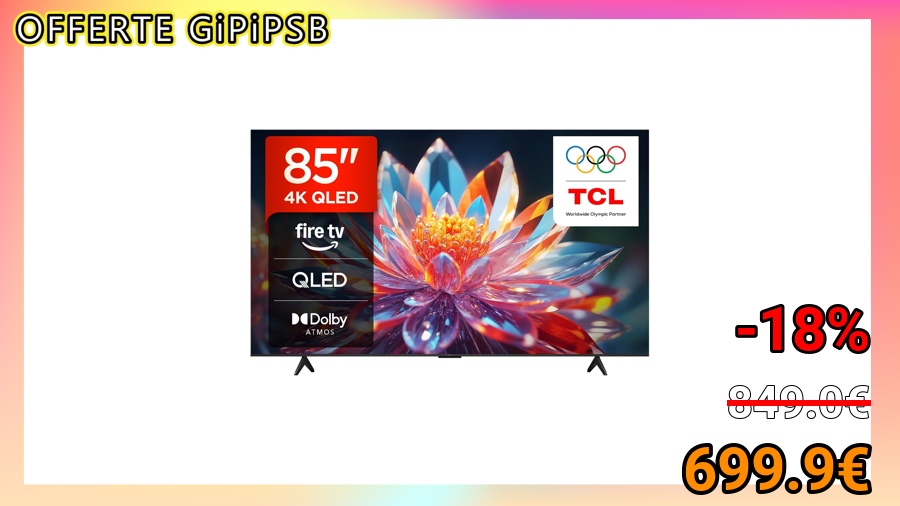 OFFERTE GiPiPSB
85"
4K QLED
fire tv
QLED
Dolby
ATMOS
TCL
Worldwide Olympic Partner
-18%
849.0€
699.9€